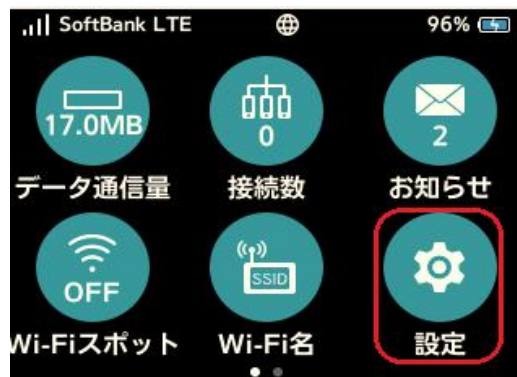 SoftBank LTE 96%
17.0MB 0 2
データ通信量 接続数 お知らせ
OFF SSID
Wi-Fiスポット Wi-Fi名 設定